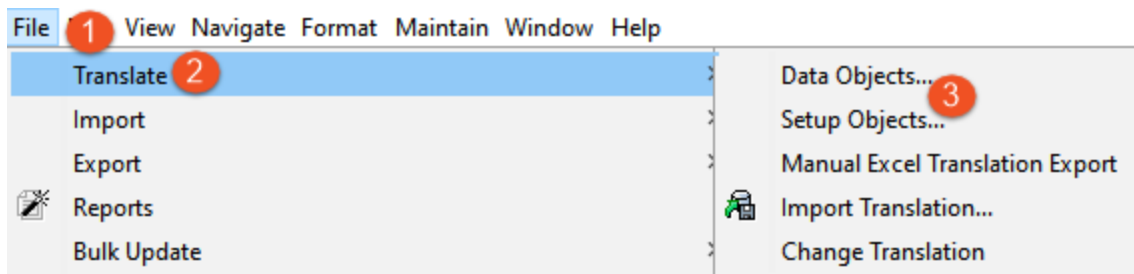 File 1 View Navigate Format Maintain Window Help
Translate 2
Import
Export
Reports
Bulk Update
Data Objects...
3
Setup Objects...
Manual Excel Translation Export
Import Translation...
Change Translation